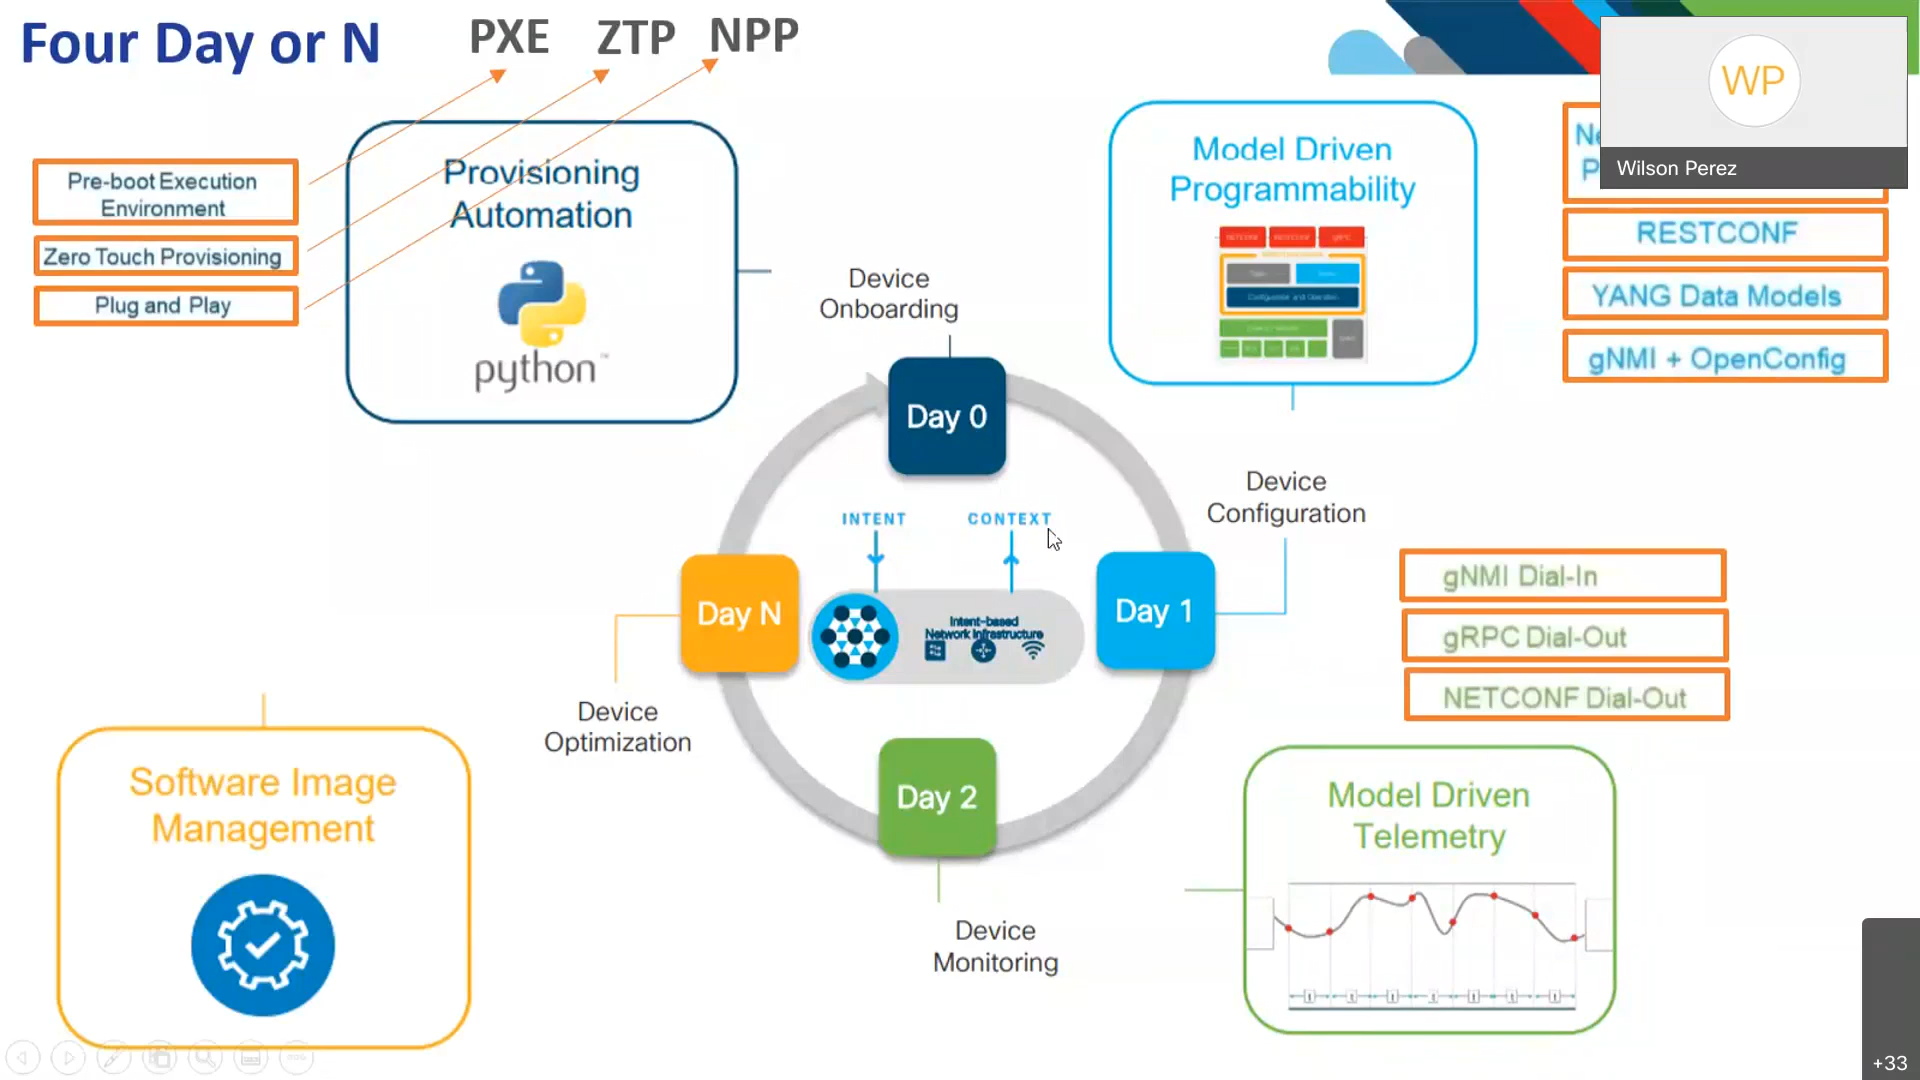 Four Day or N
PXE
ZTP
NPP
WP
Wilson Perez
Pre-boot Execution
Environment
Zero Touch Provisioning
Plug and Play
Provisioning
Automation
python
Model Driven
Programmability
Configuration and Operation
RESTCONF
YANG Data Models
gNMI + OpenConfig
Device
Onboarding
Day 0
INTENT
CONTEXT
Device
Configuration
Day N
Intent-based
Network Infrastructure
Day 1
gNMI Dial-In
gRPC Dial-Out
NETCONF Dial-Out
Device
Optimization
Day 2
Software Image
Management
Model Driven
Telemetry
Device
Monitoring
+33